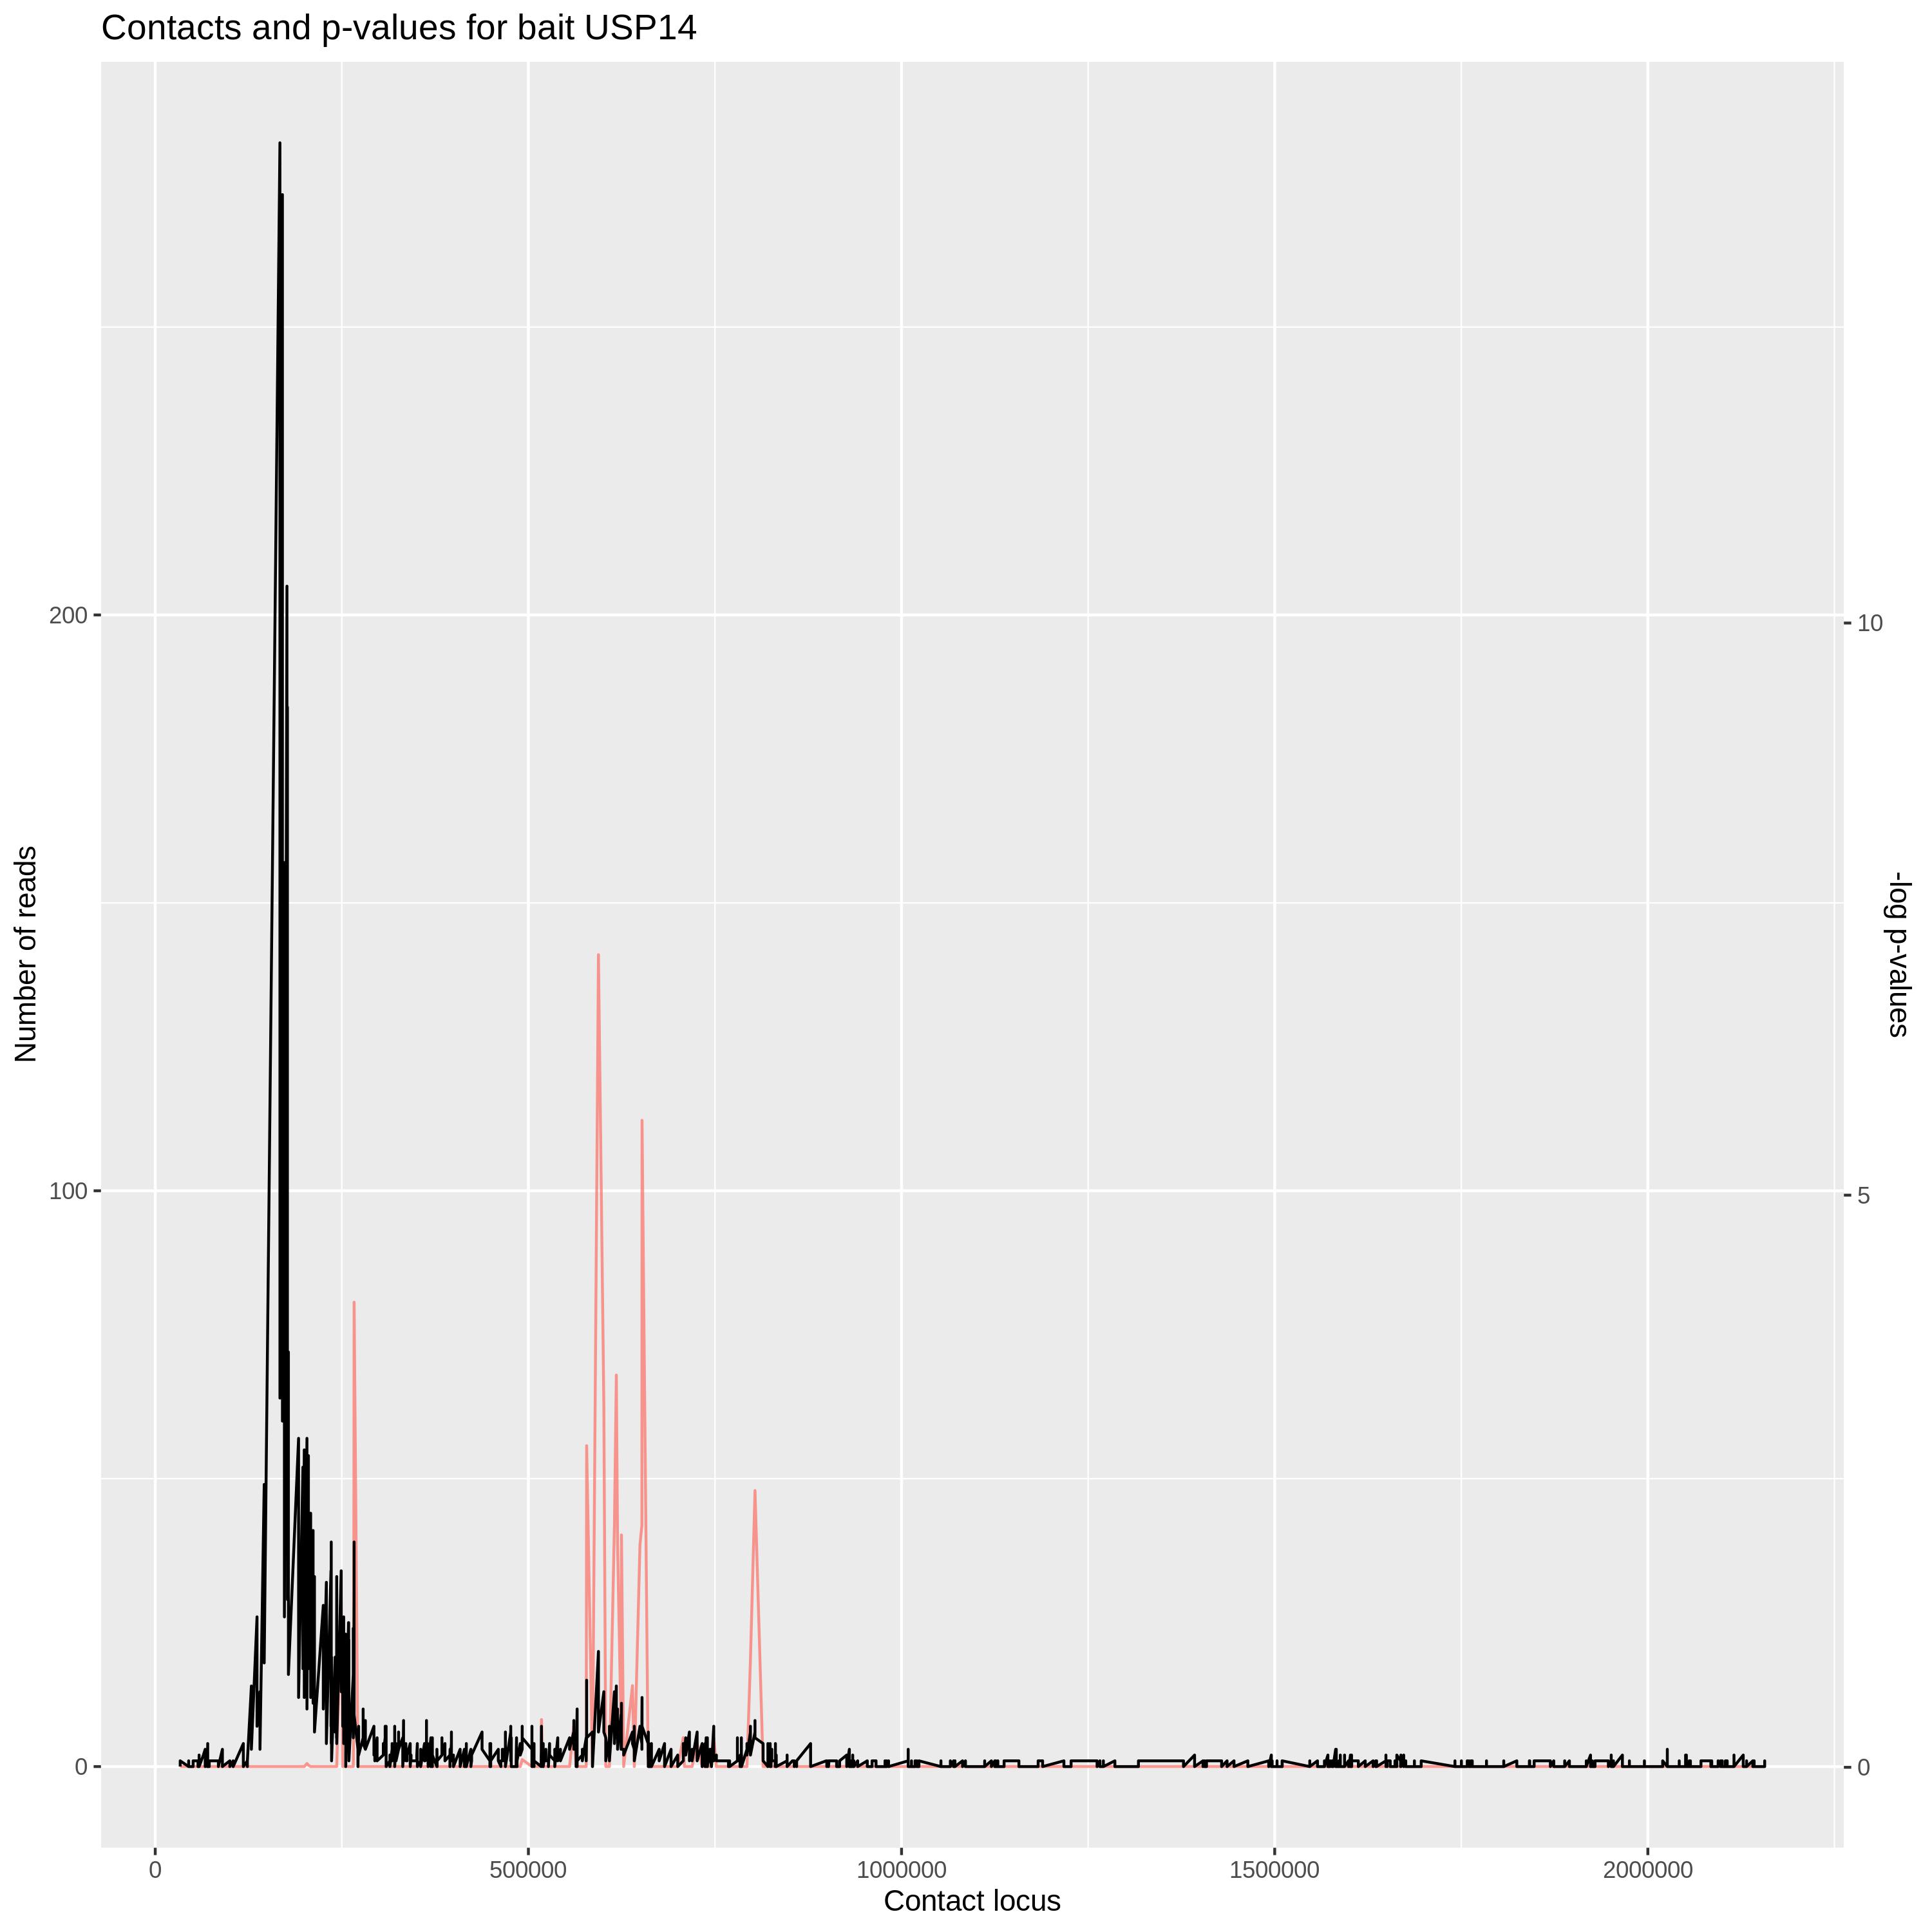 Contacts and p-values for bait USP14
Number of reads
200
100
0
10
5
0
-log p-values
0 500000 1000000 1500000 2000000
Contact locus